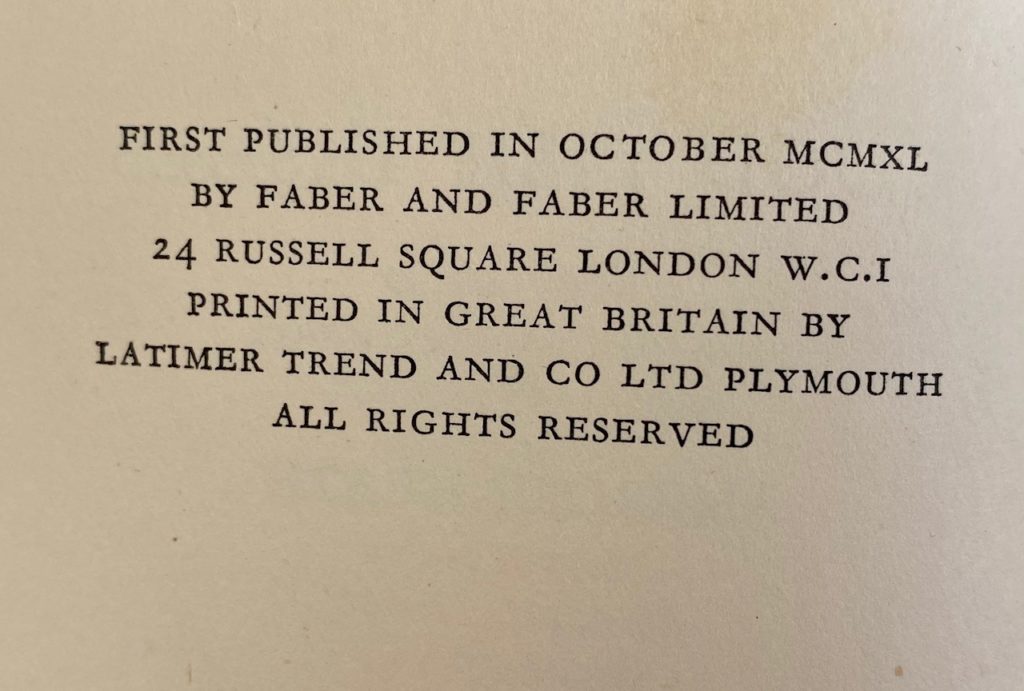 FIRST PUBLISHED IN OCTOBER MCMXL
BY FABER AND FABER LIMITED
24 RUSSELL SQUARE LONDON W.C.I
PRINTED IN GREAT BRITAIN BY
LATIMER TREND AND CO LTD PLYMOUTH
ALL RIGHTS RESERVED